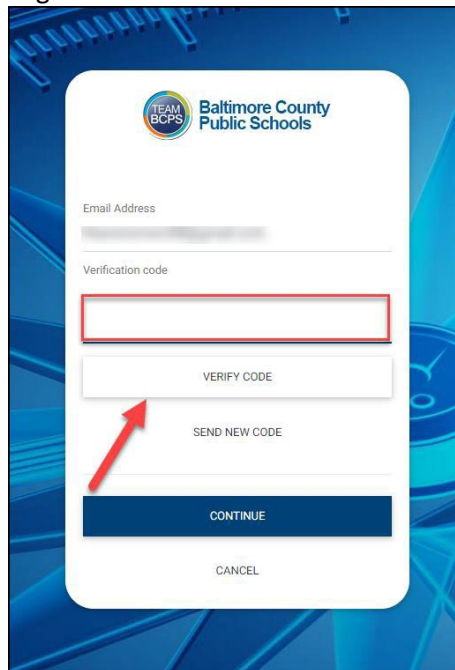 TEAM
BCPS
Baltimore County
Public Schools
Email Address
Verification code
VERIFY CODE
SEND NEW CODE
CONTINUE
CANCEL